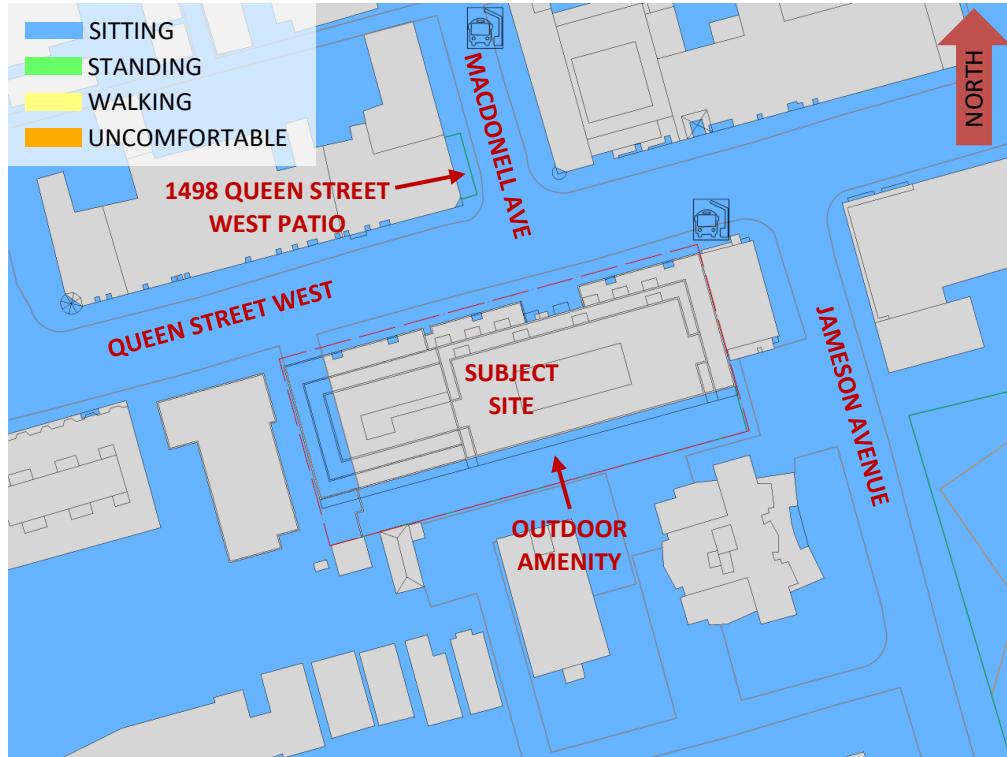 SITTING
STANDING
WALKING
UNCOMFORTABLE
NORTH
MACDONELL AVE
1498 QUEEN STREET
WEST PATIO
QUEEN STREET WEST
JAMESON AVENUE
SUBJECT
SITE
OUTDOOR
AMENITY